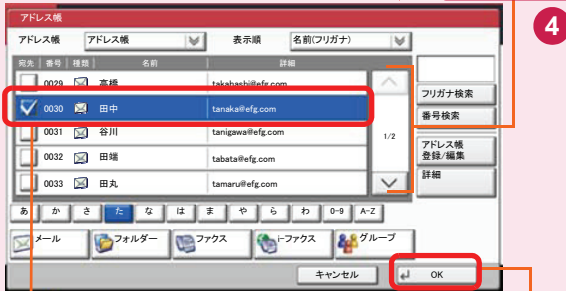 アドレス帳
アドレス帳 アドレス帳 表示順 名前(フリガナ)
宛先 番号 種類 名前 詳細
0029 高橋 takahashi@efg.com
0030 田中 tanaka@efg.com
0031 谷川 tanigawa@efg.com
0032 田端 tabata@efg.com
0033 田丸 tamaru@efg.com
1/2
フリガナ検索
番号検索
アドレス帳
登録/編集
詳細
あ か さ た な は ま や ら わ 0-9 A-Z
メール フォルダー ファクス i-ファクス グループ
キャンセル OK
4